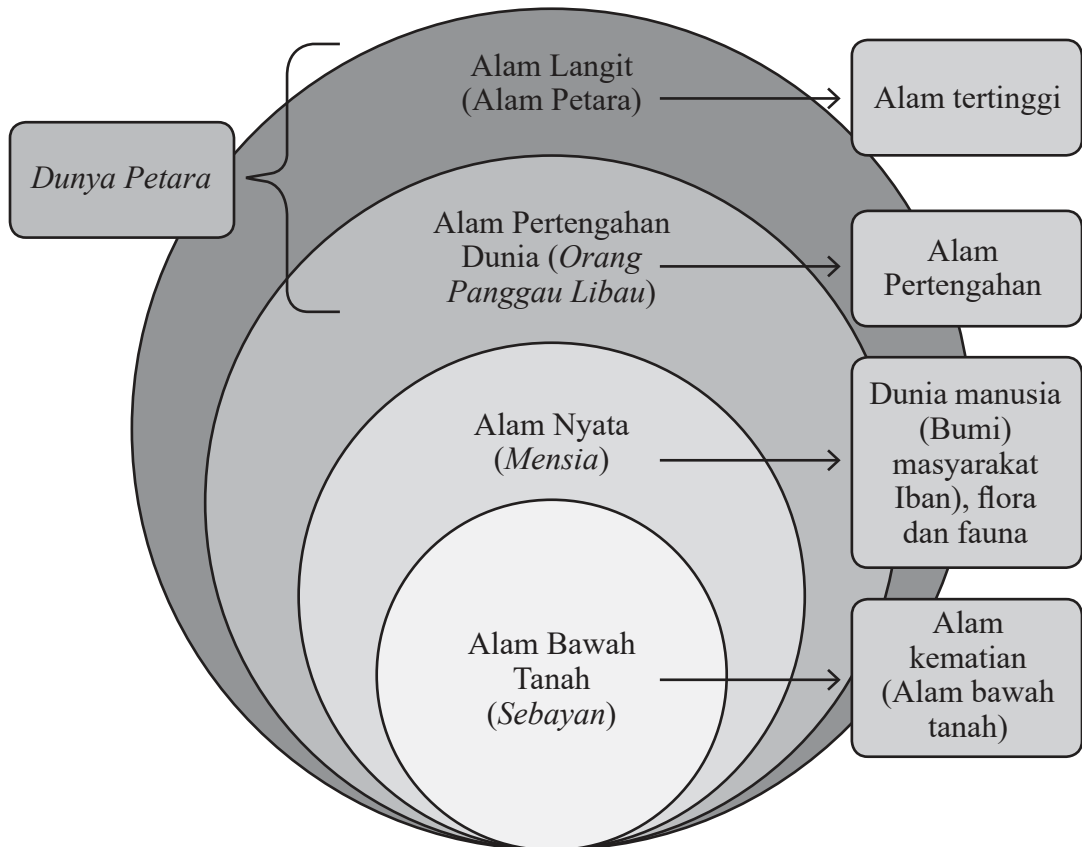 Dunya Petara
Alam Langit
(Alam Petara)
Alam tertinggi
Alam Pertengahan
Dunia (Orang
Panggau Libau)
Alam
Pertengahan
Alam Nyata
(Mensia)
Dunia manusia
(Bumi)
masyarakat
Iban), flora
dan fauna
Alam Bawah
Tanah
(Sebayan)
Alam
kematian
(Alam bawah
tanah)